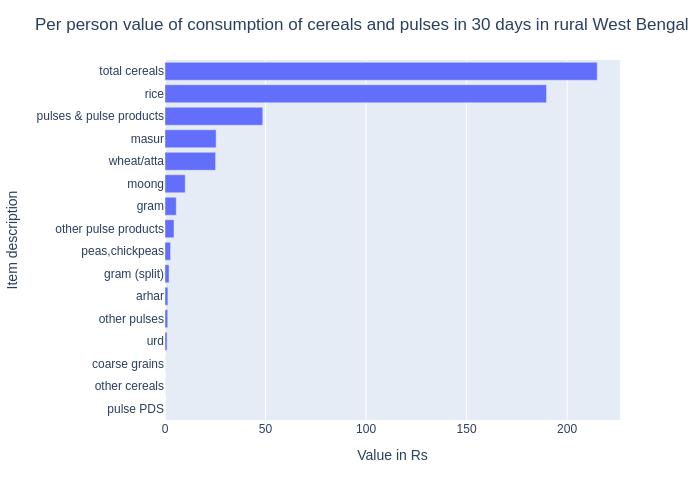 Per person value of consumption of cereals and pulses in 30 days in rural West Bengal
total cereals
rice
pulses & pulse products
masur
wheat/atta
moong
gram
other pulse products
peas,chickpeas
gram (split)
arhar
other pulses
urd
coarse grains
other cereals
pulse PDS
Item description
0 50 100 150 200
Value in Rs